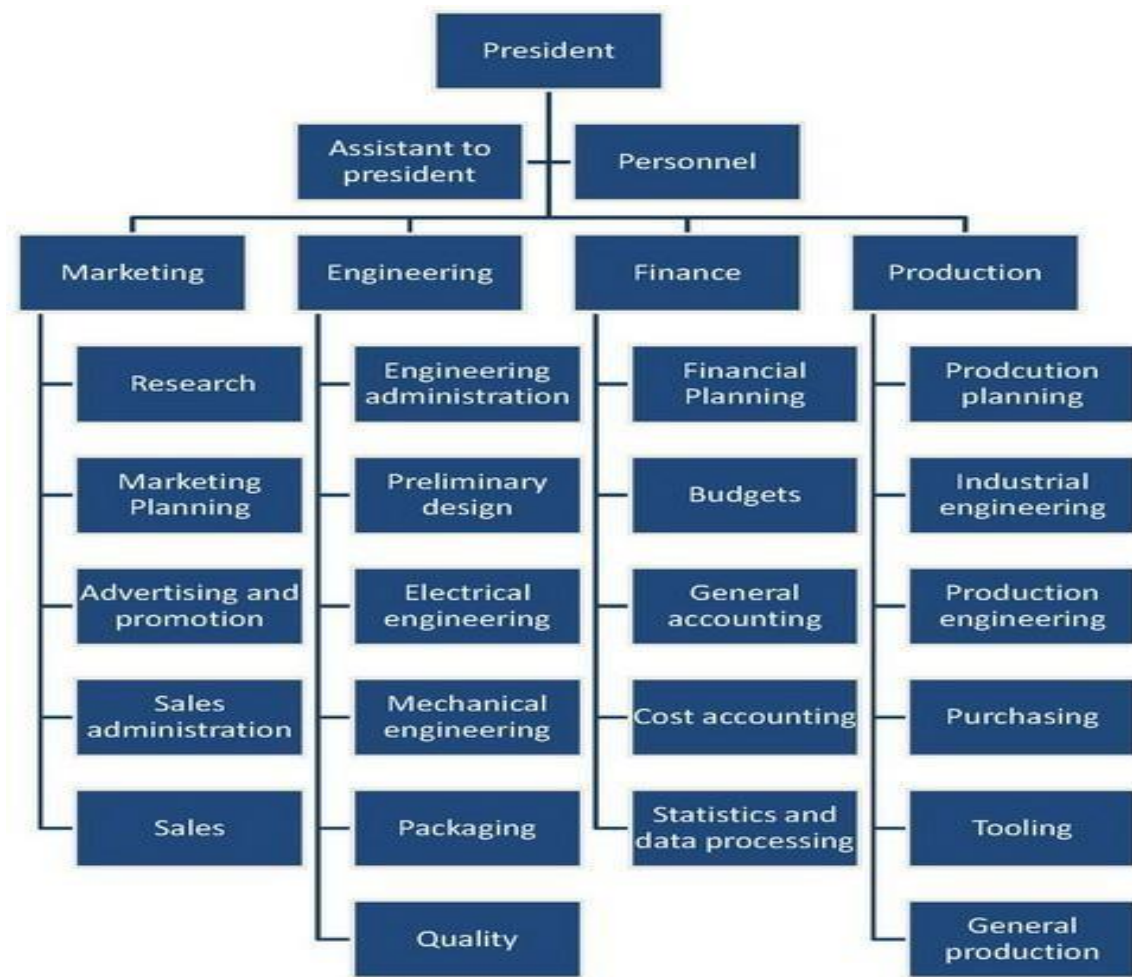 President
Assistant to
president
Personnel
Marketing
Engineering
Finance
Production
Research
Engineering
administration
Financial
Planning
Prodcution
planning
Marketing
Planning
Preliminary
design
Budgets
Industrial
engineering
Advertising and
promotion
Electrical
engineering
General
accounting
Production
engineering
Sales
administration
Mechanical
engineering
Cost accounting
Purchasing
Sales
Packaging
Statistics and
data processing
Tooling
Quality
General
production